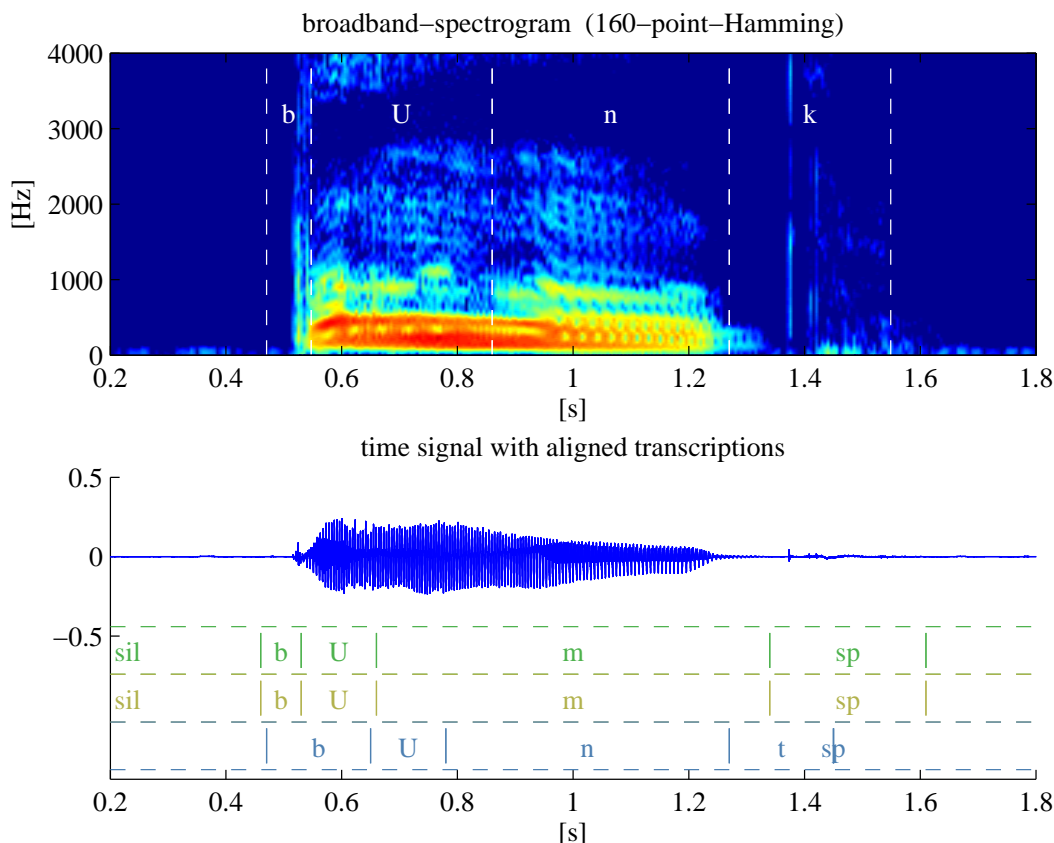 broadband−spectrogram (160−point−Hamming)
4000
3000
2000
1000
0
[Hz]
b U n k
0.2 0.4 0.6 0.8 1 1.2 1.4 1.6 1.8
[s]
time signal with aligned transcriptions
0.5
0
−0.5
sil b U m sp
sil b U m sp
b U n t sp
0.2 0.4 0.6 0.8 1 1.2 1.4 1.6 1.8
[s]